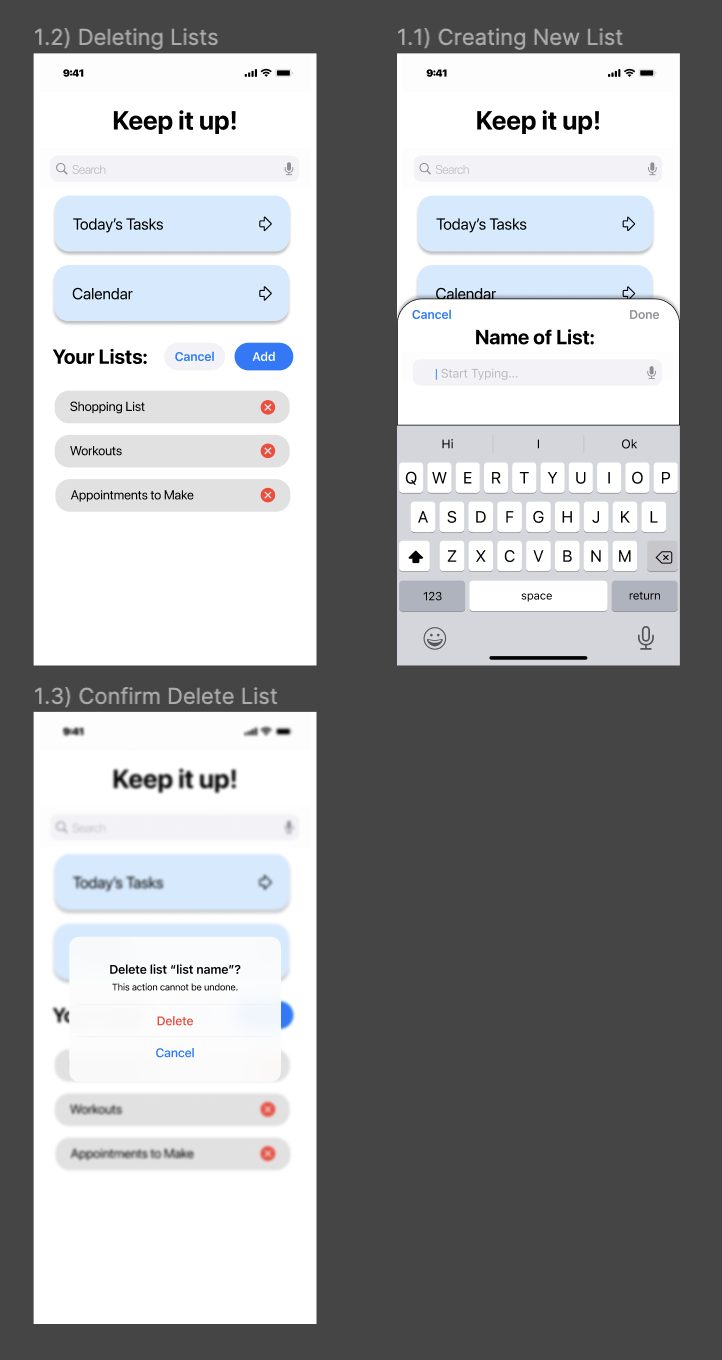 1.2) Deleting Lists
9:41
Keep it up!
Search
Today's Tasks
Calendar
Your Lists:
Cancel
Add
Shopping List
Workouts
Appointments to Make
1.1) Creating New List
9:41
Keep it up!
Search
Today's Tasks
Calendar
Cancel
Done
Name of List:
Start Typing...
Hi
I
Ok
Q W E R T Y U I O P
A S D F G H J K L
Z X C V B N M
123
space
return
1.3) Confirm Delete List
9:41
Keep it up!
Search
Today's Tasks
Delete list “list name”?
This action cannot be undone.
Delete
Cancel
Workouts
Appointments to Make